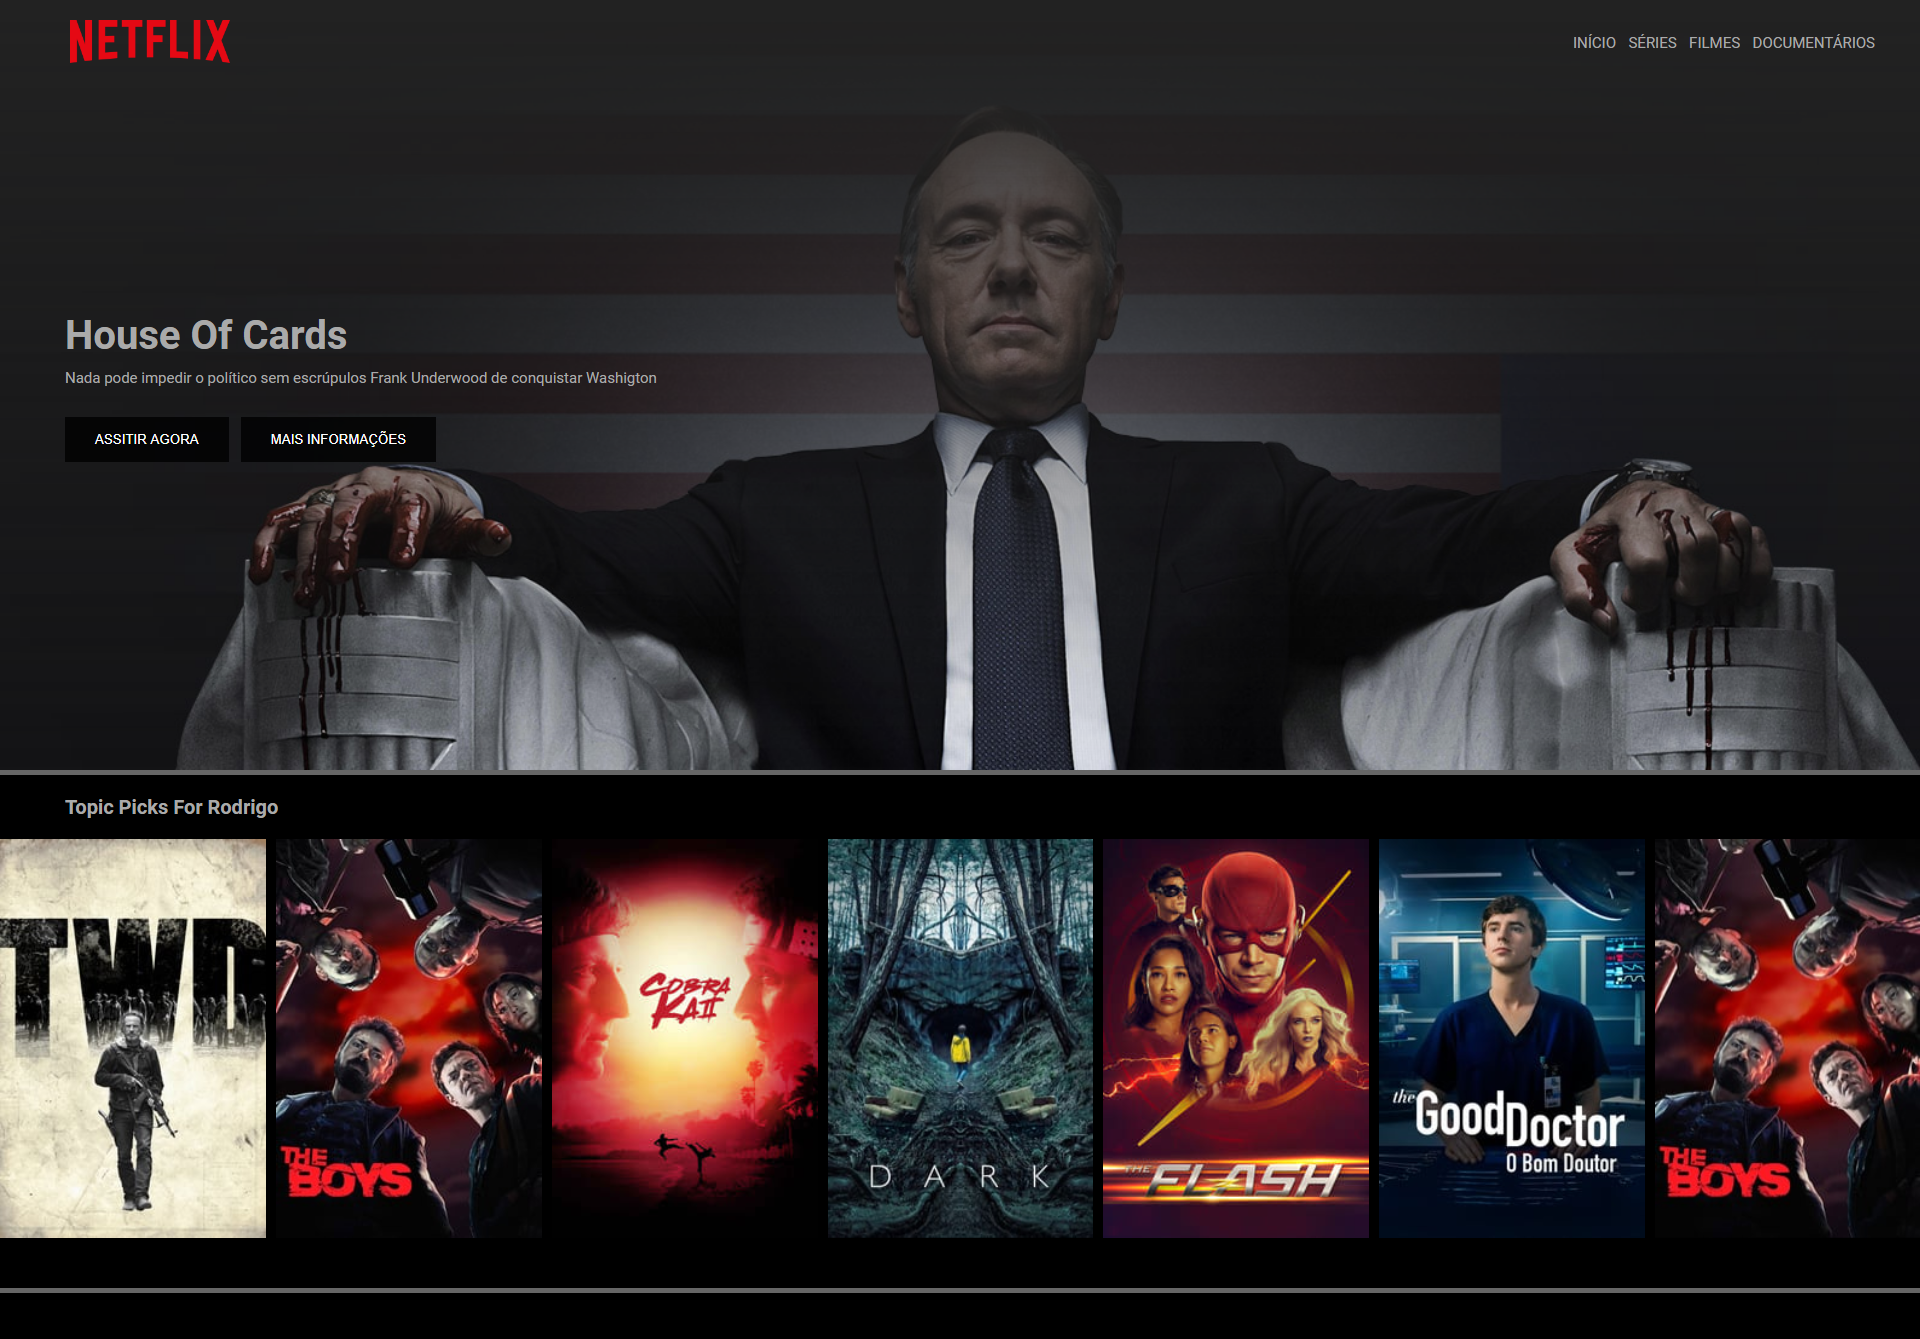 NETFLIX
INÍCIO SÉRIES FILMES DOCUMENTÁRIOS
House Of Cards
Nada pode impedir o político sem escrúpulos Frank Underwood de conquistar Washigton
ASSITIR AGORA MAIS INFORMAÇÕES
Topic Picks For Rodrigo
TWD
THE
BOYS
COBRA
KAII
DARK
THE FLASH
the Good Doctor
O Bom Doutor
THE
BOYS